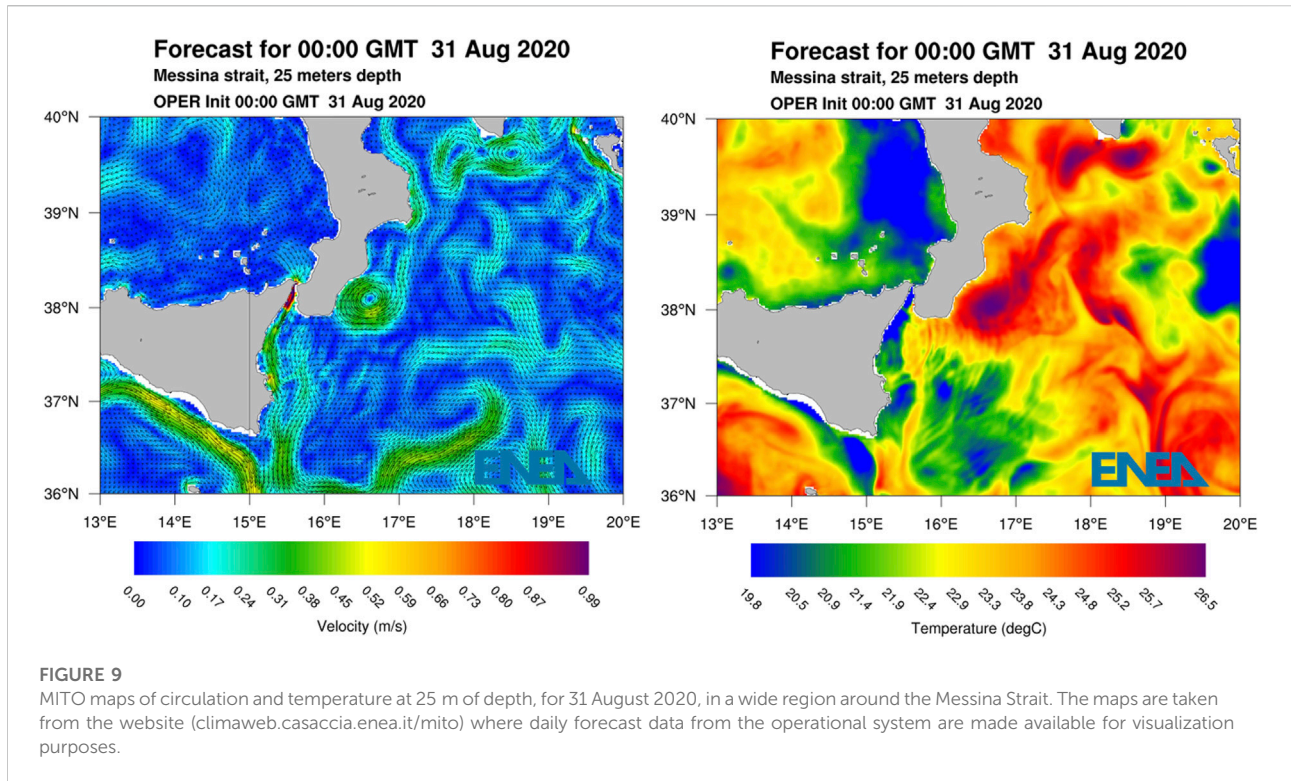 Forecast for 00:00 GMT 31 Aug 2020
Messina strait, 25 meters depth
OPER Init 00:00 GMT 31 Aug 2020
40°N
39°N
38°N
37°N
36°N
13°E 14°E 15°E 16°E 17°E 18°E 19°E 20°E
ENEA
0.00 0.10 0.17 0.24 0.31 0.38 0.45 0.52 0.59 0.66 0.73 0.80 0.87 0.99
Velocity (m/s)
Forecast for 00:00 GMT 31 Aug 2020
Messina strait, 25 meters depth
OPER Init 00:00 GMT 31 Aug 2020
40°N
39°N
38°N
37°N
36°N
13°E 14°E 15°E 16°E 17°E 18°E 19°E 20°E
ENEA
19.8 20.5 20.9 21.4 21.9 22.4 22.9 23.3 23.8 24.3 24.8 25.2 25.7 26.5
Temperature (degC)
FIGURE 9
MITO maps of circulation and temperature at 25 m of depth, for 31 August 2020, in a wide region around the Messina Strait. The maps are taken
from the website (climaweb.casaccia.enea.it/mito) where daily forecast data from the operational system are made available for visualization
purposes.